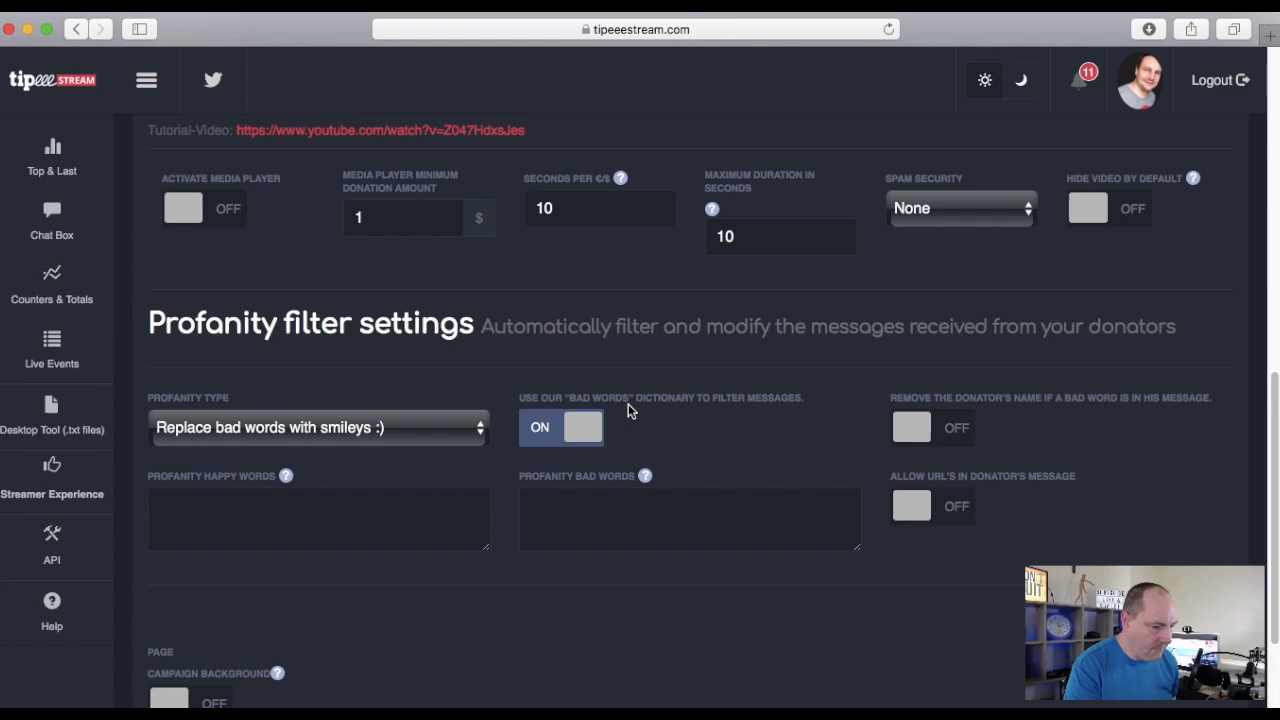 tipeeestream.com
tipeeeSTREAM
11
Logout
Top & Last
Chat Box
Counters & Totals
Live Events
Desktop Tool (.txt files)
Streamer Experience
API
Help
Tutorial-Video: https://www.youtube.com/watch?v=Z047HdxsJes
ACTIVATE MEDIA PLAYER
OFF
MEDIA PLAYER MINIMUM
DONATION AMOUNT
1 $
SECONDS PER €/$ ?
10
MAXIMUM DURATION IN
SECONDS
?
10
SPAM SECURITY
None
HIDE VIDEO BY DEFAULT ?
OFF
Profanity filter settings Automatically filter and modify the messages received from your donators
PROFANITY TYPE
Replace bad words with smileys :)
USE OUR "BAD WORDS" DICTIONARY TO FILTER MESSAGES.
ON
REMOVE THE DONATOR'S NAME IF A BAD WORD IS IN HIS MESSAGE.
OFF
PROFANITY HAPPY WORDS ?
PROFANITY BAD WORDS ?
ALLOW URL'S IN DONATOR'S MESSAGE
OFF
PAGE
CAMPAIGN BACKGROUND ?
OFF